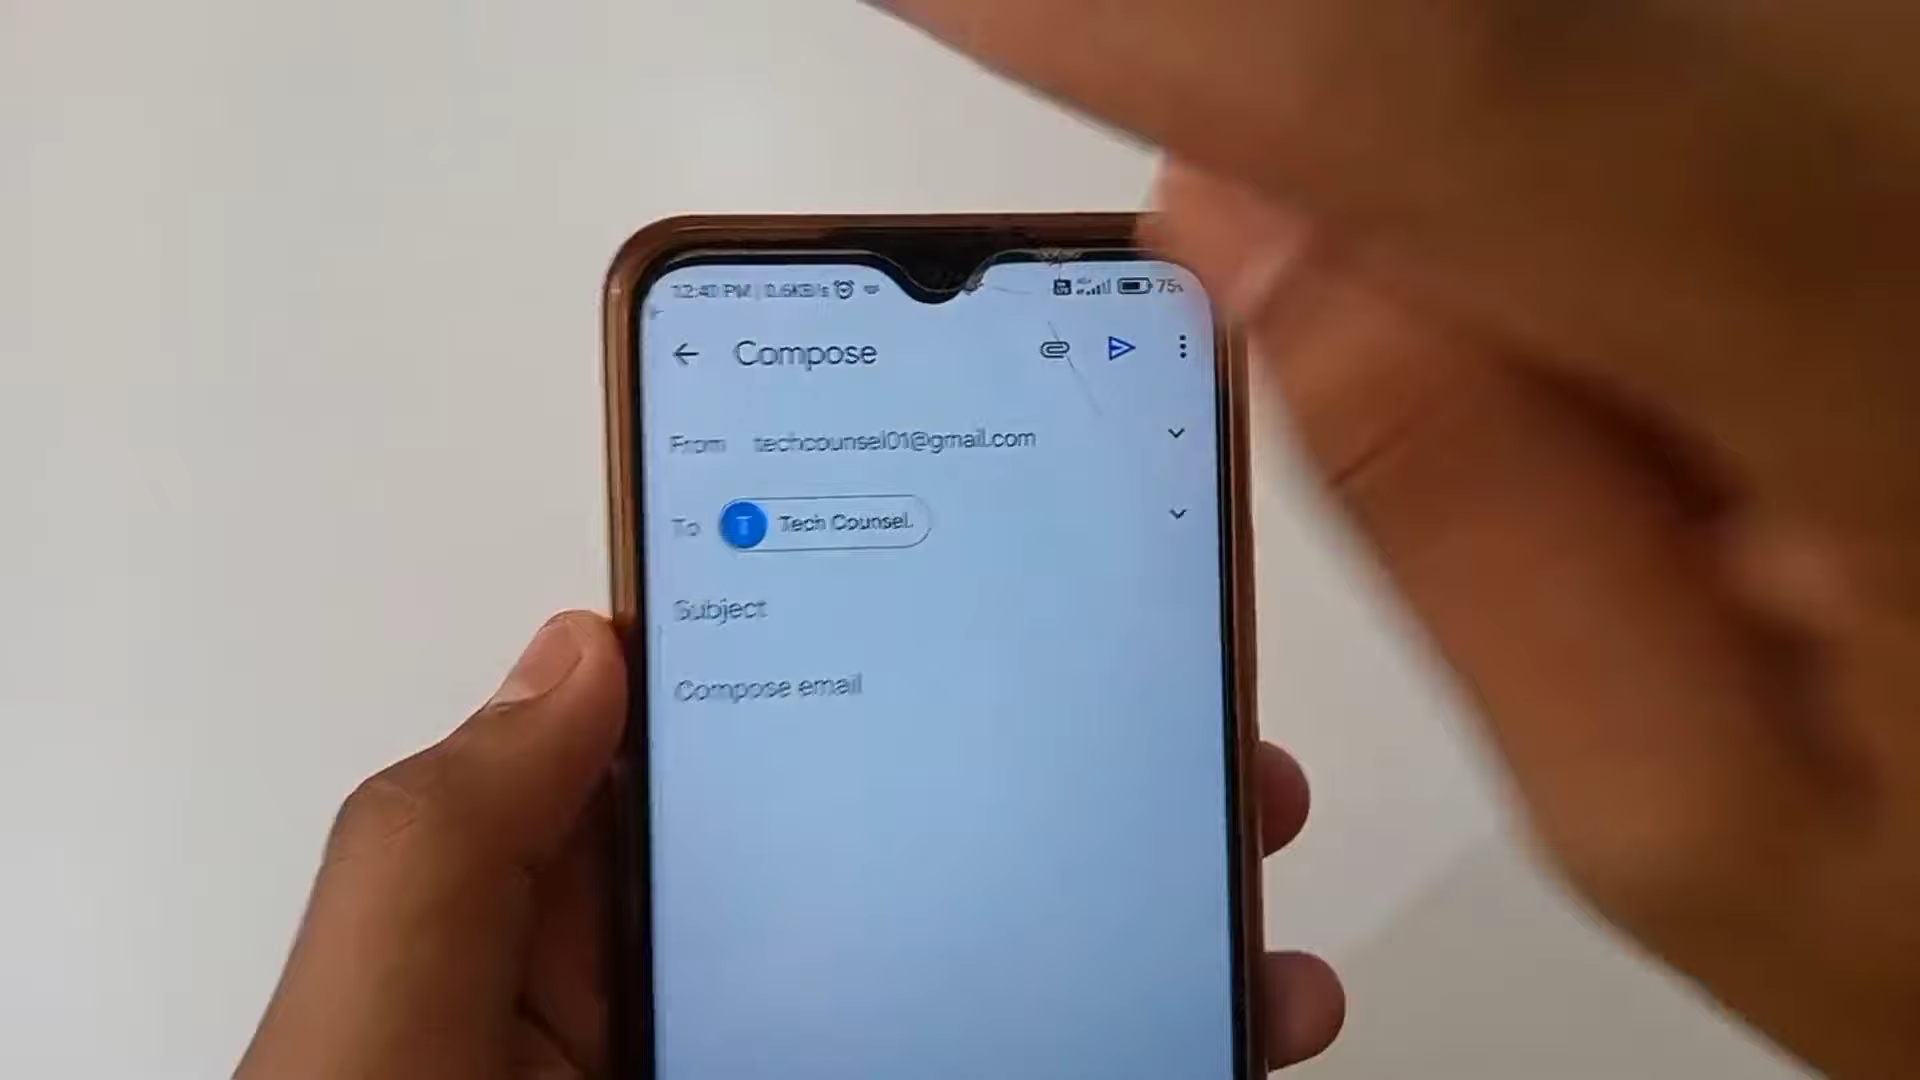 12:40 PM | 0.6KB/s 75%
Compose
From techcounsel01@gmail.com
To T Tech Counsel.
Subject
Compose email